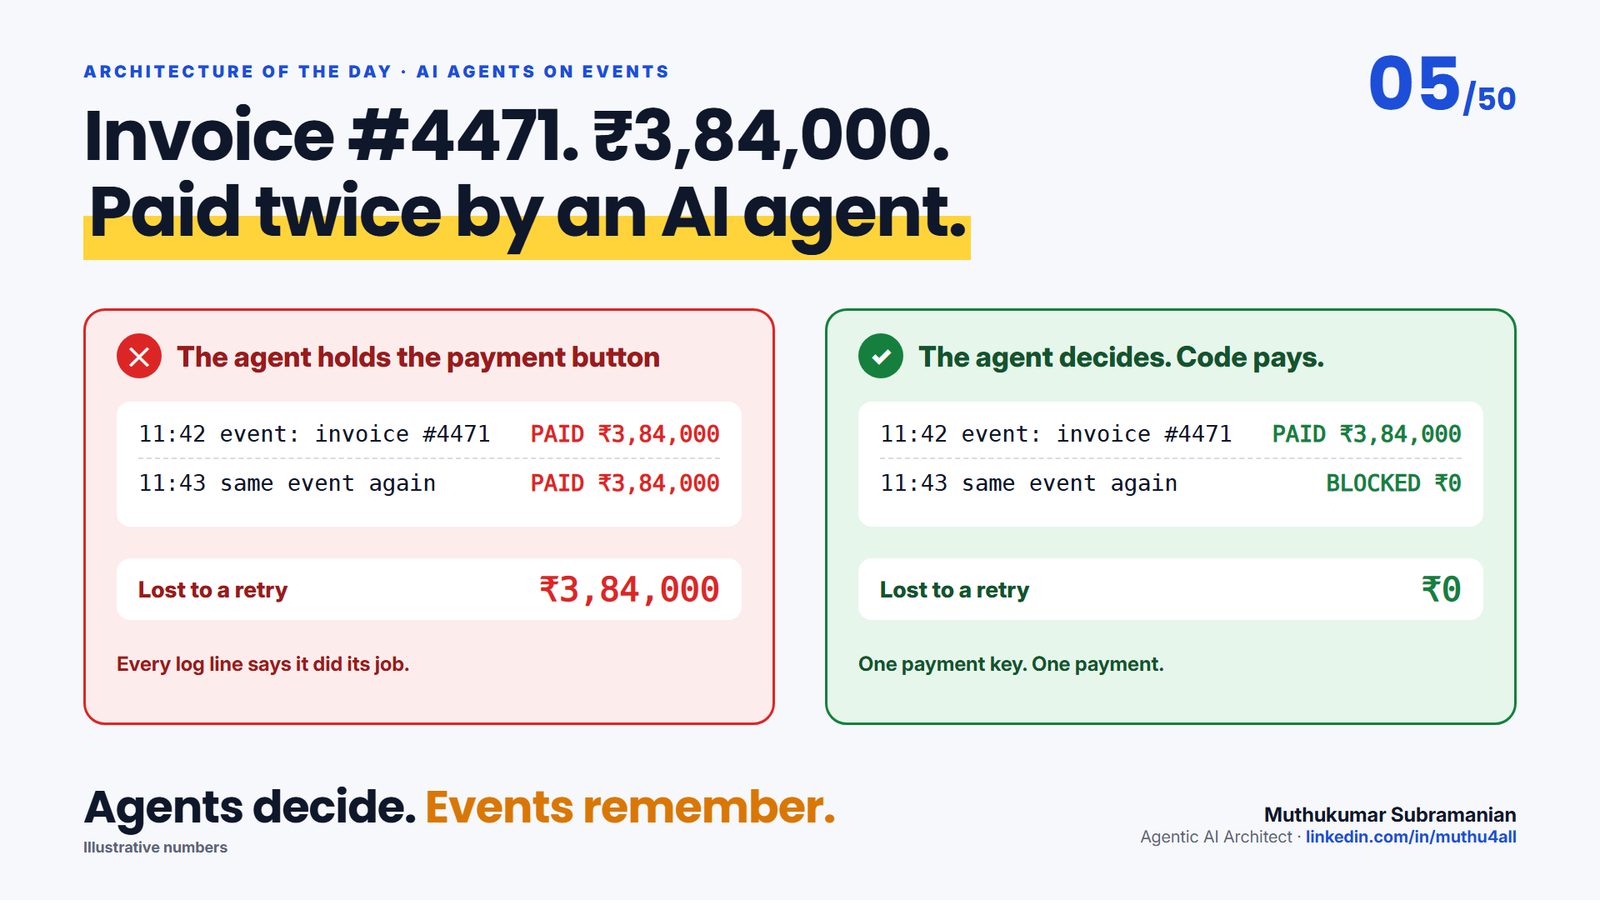 ARCHITECTURE OF THE DAY · AI AGENTS ON EVENTS
05/50
Invoice #4471. ₹3,84,000.
Paid twice by an AI agent.
The agent holds the payment button
11:42 event: invoice #4471 PAID ₹3,84,000
11:43 same event again PAID ₹3,84,000
Lost to a retry ₹3,84,000
Every log line says it did its job.
The agent decides. Code pays.
11:42 event: invoice #4471 PAID ₹3,84,000
11:43 same event again BLOCKED ₹0
Lost to a retry ₹0
One payment key. One payment.
Agents decide. Events remember.
Illustrative numbers
Muthukumar Subramanian
Agentic AI Architect · linkedin.com/in/muthu4all